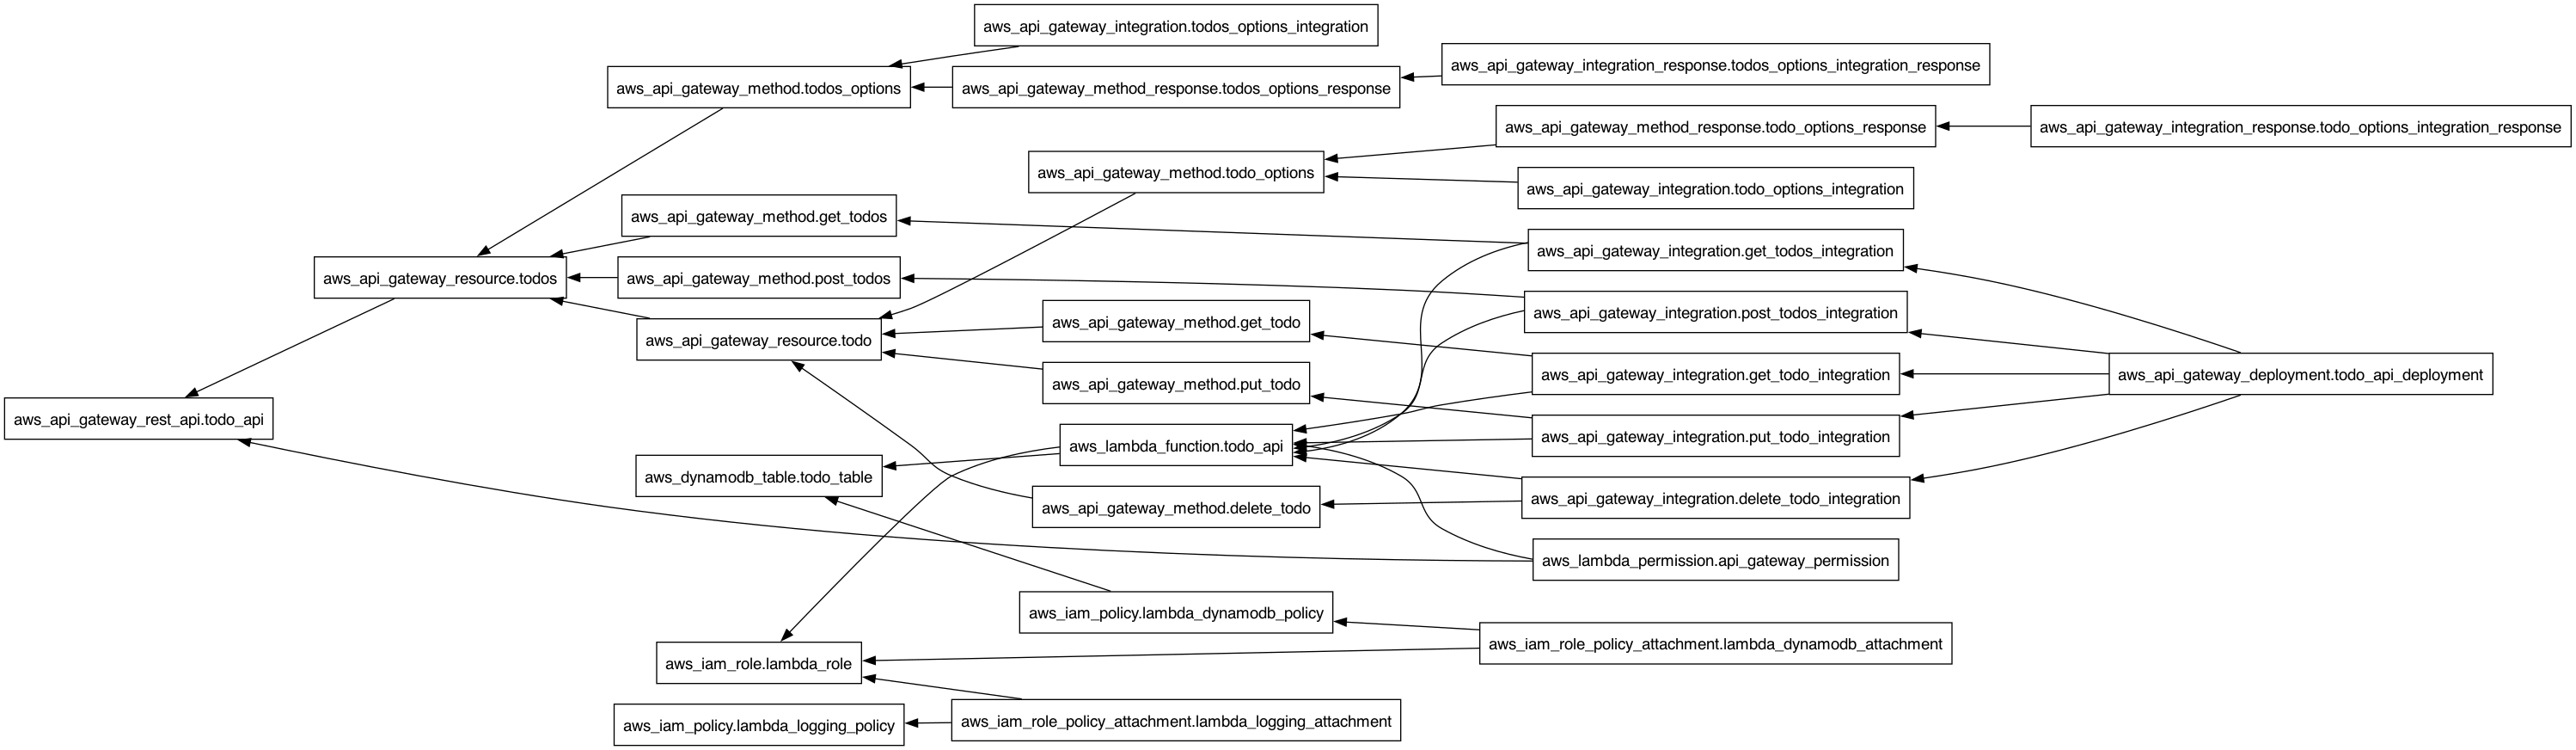 aws_api_gateway_integration.todos_options_integration
aws_api_gateway_integration_response.todos_options_integration_response
aws_api_gateway_method.todos_options
aws_api_gateway_method_response.todos_options_response
aws_api_gateway_method_response.todo_options_response
aws_api_gateway_integration_response.todo_options_integration_response
aws_api_gateway_method.todo_options
aws_api_gateway_integration.todo_options_integration
aws_api_gateway_method.get_todos
aws_api_gateway_integration.get_todos_integration
aws_api_gateway_resource.todos
aws_api_gateway_method.post_todos
aws_api_gateway_integration.post_todos_integration
aws_api_gateway_method.get_todo
aws_api_gateway_resource.todo
aws_api_gateway_integration.get_todo_integration
aws_api_gateway_deployment.todo_api_deployment
aws_api_gateway_method.put_todo
aws_api_gateway_rest_api.todo_api
aws_api_gateway_integration.put_todo_integration
aws_lambda_function.todo_api
aws_dynamodb_table.todo_table
aws_api_gateway_integration.delete_todo_integration
aws_api_gateway_method.delete_todo
aws_lambda_permission.api_gateway_permission
aws_iam_policy.lambda_dynamodb_policy
aws_iam_role_policy_attachment.lambda_dynamodb_attachment
aws_iam_role.lambda_role
aws_iam_policy.lambda_logging_policy
aws_iam_role_policy_attachment.lambda_logging_attachment